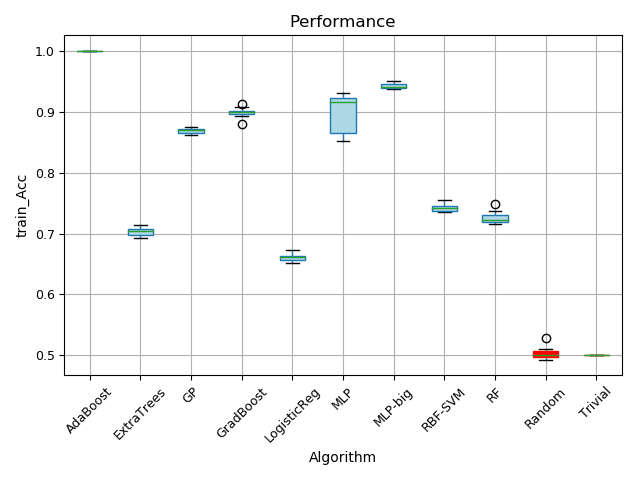 Performance
train_Acc
1.0
0.9
0.8
0.7
0.6
0.5
AdaBoost
ExtraTrees
GP
GradBoost
LogisticReg
MLP
MLP-big
RBF-SVM
RF
Random
Trivial
Algorithm